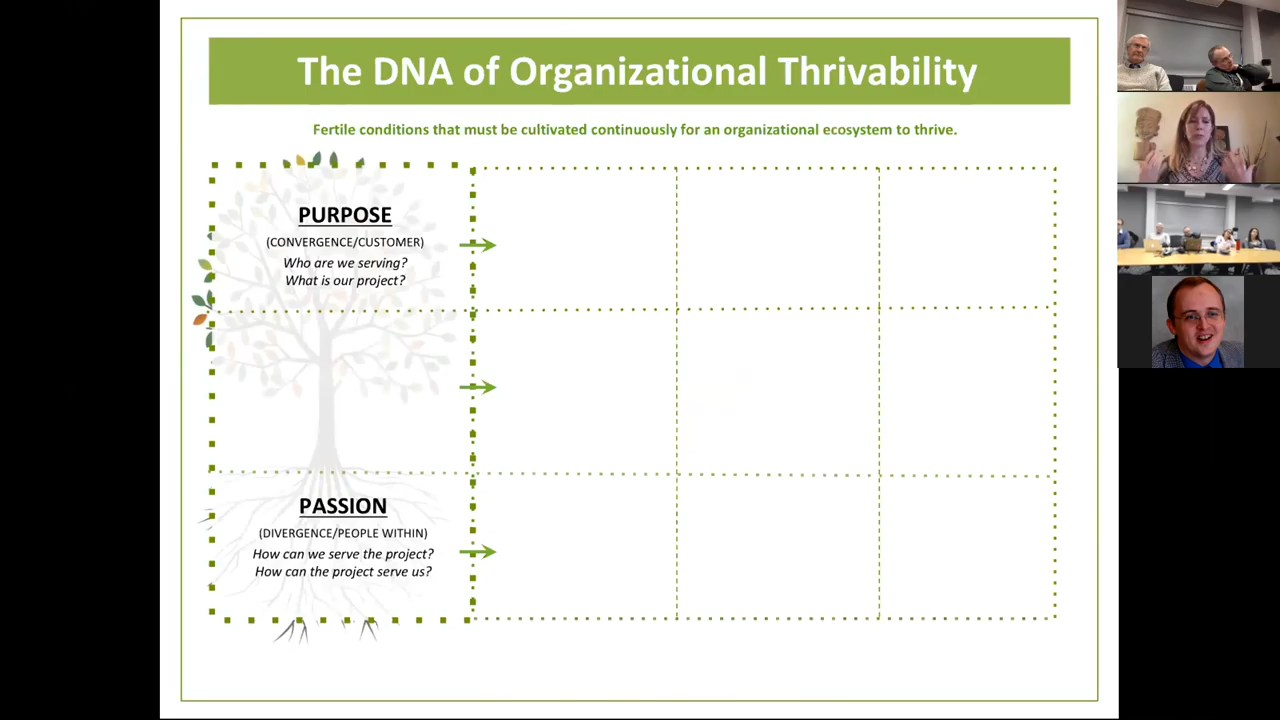 The DNA of Organizational Thrivability
Fertile conditions that must be cultivated continuously for an organizational ecosystem to thrive.
PURPOSE
(CONVERGENCE/CUSTOMER)
Who are we serving?
What is our project?
PASSION
(DIVERGENCE/PEOPLE WITHIN)
How can we serve the project?
How can the project serve us?